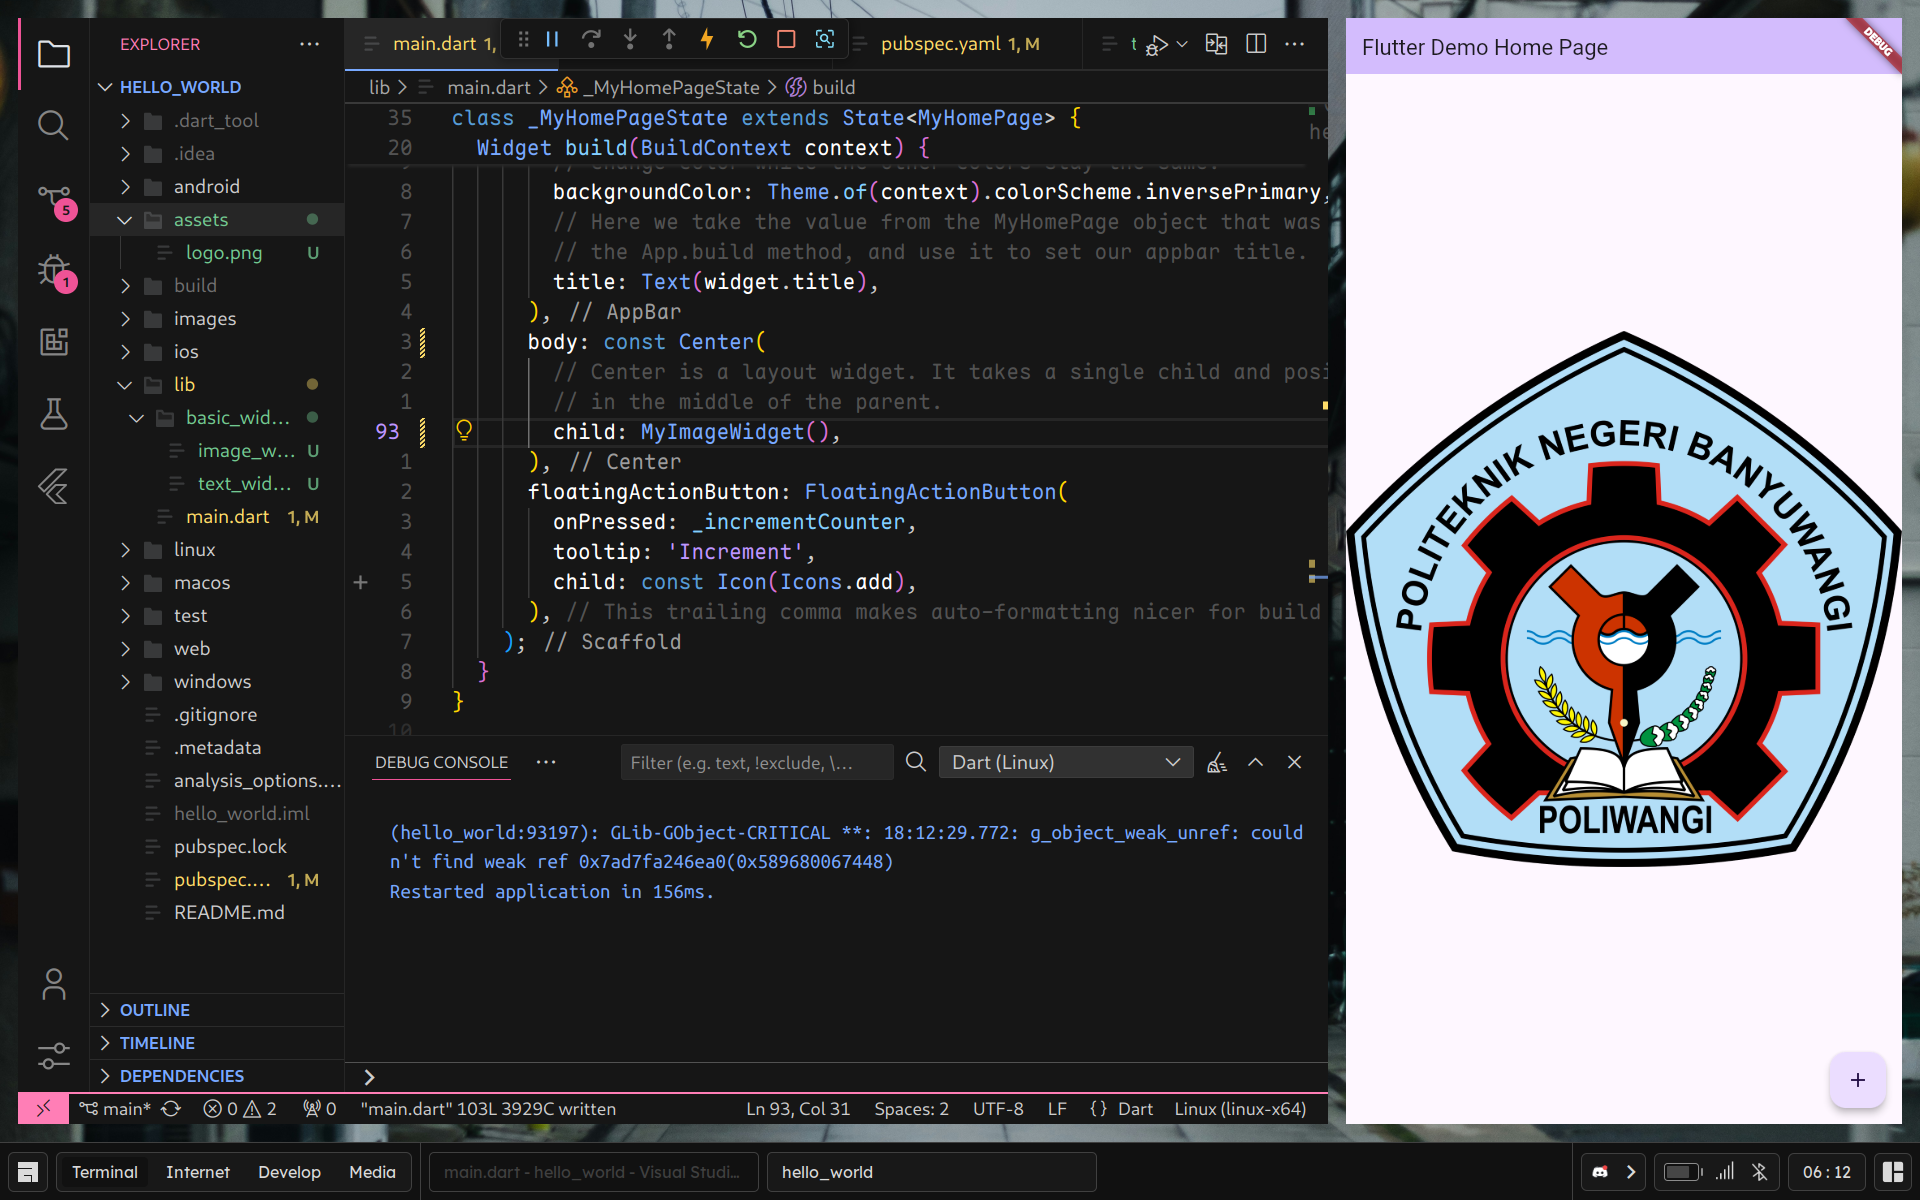 EXPLORER
HELLO_WORLD
.dart_tool
.idea
android
assets
logo.png U
build
images
ios
lib
basic_wid...
image_w... U
text_wid... U
main.dart 1, M
linux
macos
test
web
windows
.gitignore
.metadata
analysis_options....
hello_world.iml
pubspec.lock
pubspec.... 1, M
README.md
OUTLINE
TIMELINE
DEPENDENCIES
5
1
main.dart 1,
pubspec.yaml 1, M
t
lib > main.dart > _MyHomePageState > build
35 class _MyHomePageState extends State<MyHomePage> {
20 Widget build(BuildContext context) {
8 backgroundColor: Theme.of(context).colorScheme.inversePrimary,
7 // Here we take the value from the MyHomePage object that was
6 // the App.build method, and use it to set our appbar title.
5 title: Text(widget.title),
4 ), // AppBar
3 body: const Center(
2 // Center is a layout widget. It takes a single child and posi
1 // in the middle of the parent.
93 child: MyImageWidget(),
1 ), // Center
2 floatingActionButton: FloatingActionButton(
3 onPressed: _incrementCounter,
4 tooltip: 'Increment',
5 child: const Icon(Icons.add),
6 ), // This trailing comma makes auto-formatting nicer for build
7 ); // Scaffold
8 }
9 }
10
DEBUG CONSOLE
Filter (e.g. text, !exclude, \...
Dart (Linux)
(hello_world:93197): GLib-GObject-CRITICAL **: 18:12:29.772: g_object_weak_unref: could
n't find weak ref 0x7ad7fa246ea0(0x589680067448)
Restarted application in 156ms.
main* 0 2 0 "main.dart" 103L 3929C written Ln 93, Col 31 Spaces: 2 UTF-8 LF {} Dart Linux (linux-x64)
Flutter Demo Home Page
DEBUG
POLITEKNIK NEGERI BANYUWANGI
POLIWANGI
Terminal Internet Develop Media
main.dart - hello_world - Visual Studi...
hello_world
06 : 12